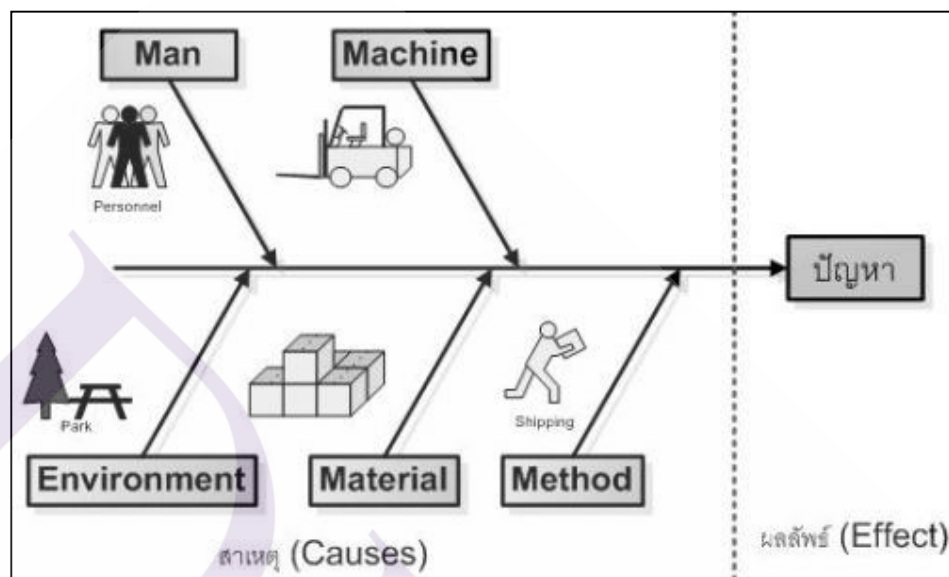 Man
Machine
Personnel
ปัญหา
Park
Shipping
Environment
Material
Method
สาเหตุ (Causes)
ผลลัพธ์ (Effect)